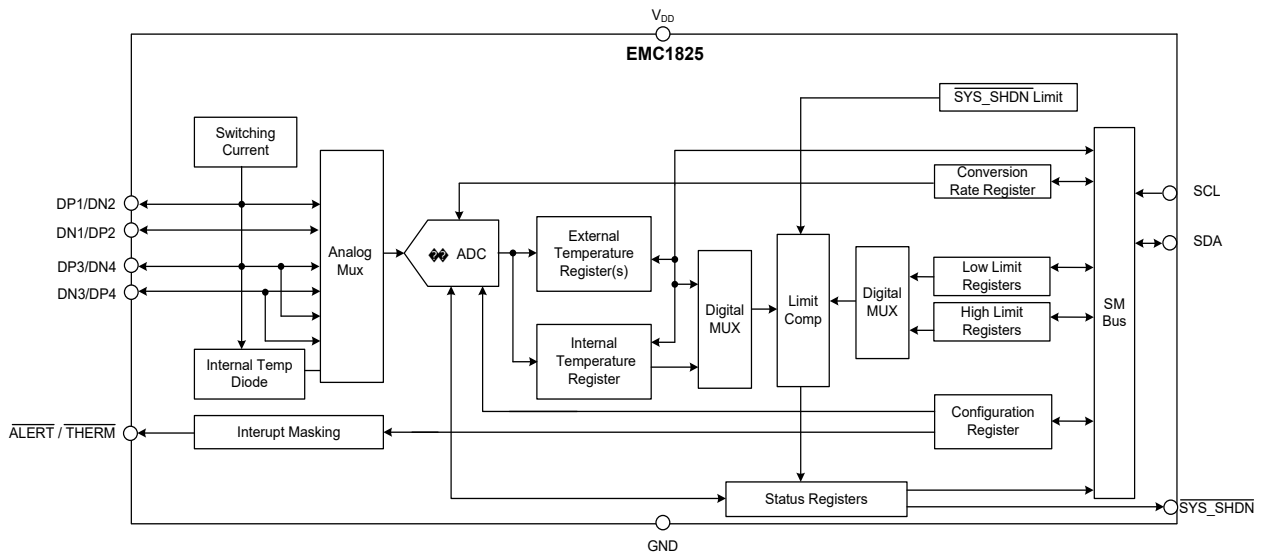 VDD
EMC1825
SYS_SHDN Limit
Switching
Current
Conversion
Rate Register
SCL
DP1/DN2
DN1/DP2
Analog
Mux
ADC
External
Temperature
Register(s)
SDA
DP3/DN4
DN3/DP4
Digital
MUX
Limit
Comp
Digital
MUX
Low Limit
Registers
High Limit
Registers
SM
Bus
Internal Temp
Diode
Internal
Temperature
Register
ALERT / THERM
Interupt Masking
Configuration
Register
Status Registers
SYS_SHDN
GND